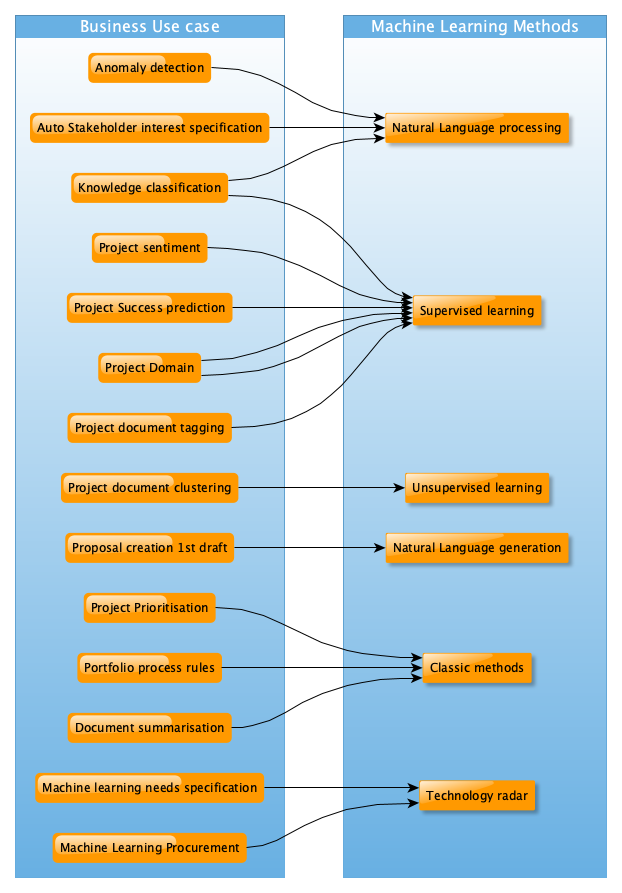 Business Use case
Machine Learning Methods
Anomaly detection
Auto Stakeholder interest specification
Natural Language processing
Knowledge classification
Project sentiment
Project Success prediction
Supervised learning
Project Domain
Project document tagging
Project document clustering
Unsupervised learning
Proposal creation 1st draft
Natural Language generation
Project Prioritisation
Portfolio process rules
Classic methods
Document summarisation
Machine learning needs specification
Technology radar
Machine Learning Procurement